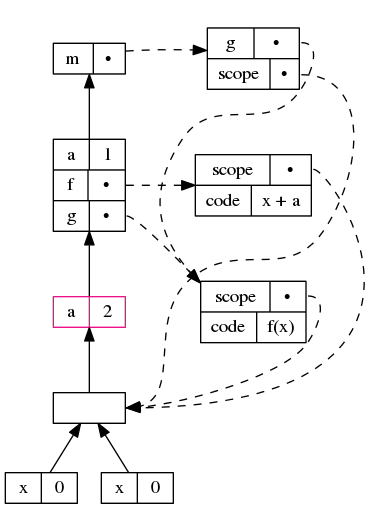 m •
g •
scope •
a 1
f •
g •
scope •
code x + a
a 2
scope •
code f(x)
x 0 x 0